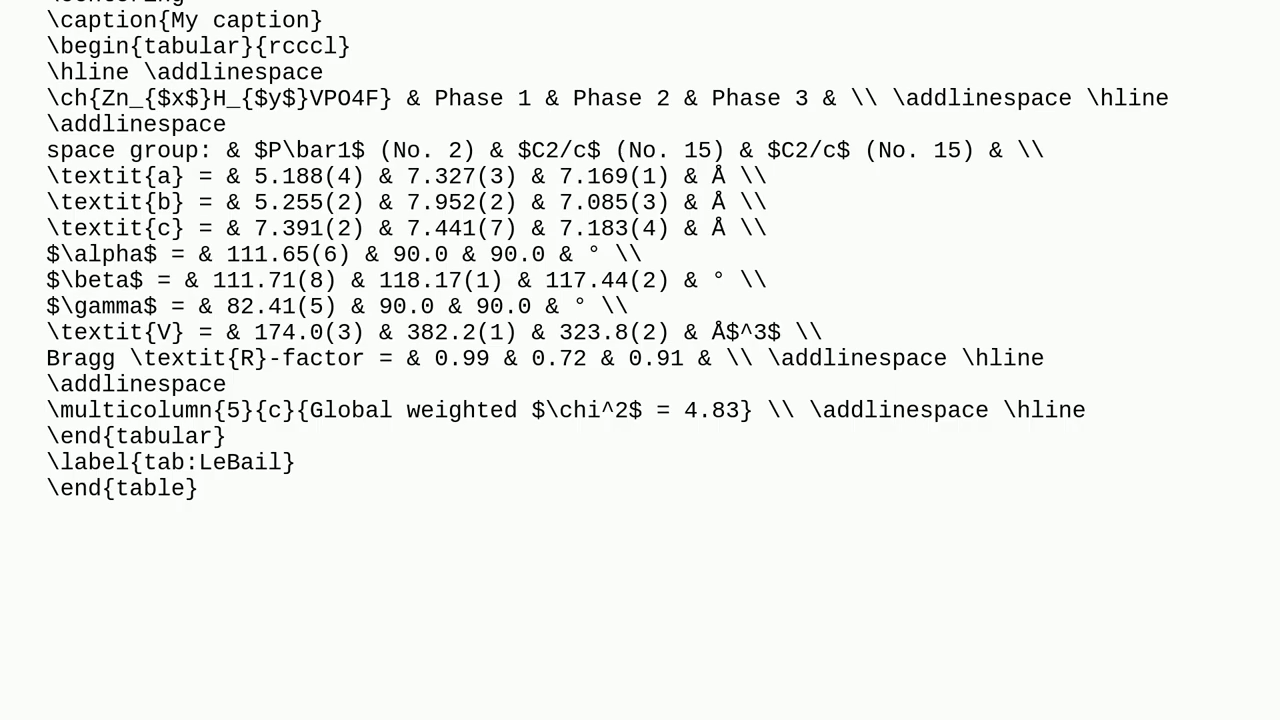 \centering
\caption{My caption}
\begin{tabular}{rcccl}
\hline \addlinespace
\ch{Zn_{$x$}H_{$y$}VPO4F} & Phase 1 & Phase 2 & Phase 3 & \\ \addlinespace \hline
\addlinespace
space group: & $P\bar1$ (No. 2) & $C2/c$ (No. 15) & $C2/c$ (No. 15) & \\
\textit{a} = & 5.188(4) & 7.327(3) & 7.169(1) & Å \\
\textit{b} = & 5.255(2) & 7.952(2) & 7.085(3) & Å \\
\textit{c} = & 7.391(2) & 7.441(7) & 7.183(4) & Å \\
$\alpha$ = & 111.65(6) & 90.0 & 90.0 & ° \\
$\beta$ = & 111.71(8) & 118.17(1) & 117.44(2) & ° \\
$\gamma$ = & 82.41(5) & 90.0 & 90.0 & ° \\
\textit{V} = & 174.0(3) & 382.2(1) & 323.8(2) & Å$^3$ \\
Bragg \textit{R}-factor = & 0.99 & 0.72 & 0.91 & \\ \addlinespace \hline
\addlinespace
\multicolumn{5}{c}{Global weighted $\chi^2$ = 4.83} \\ \addlinespace \hline
\end{tabular}
\label{tab:LeBail}
\end{table}